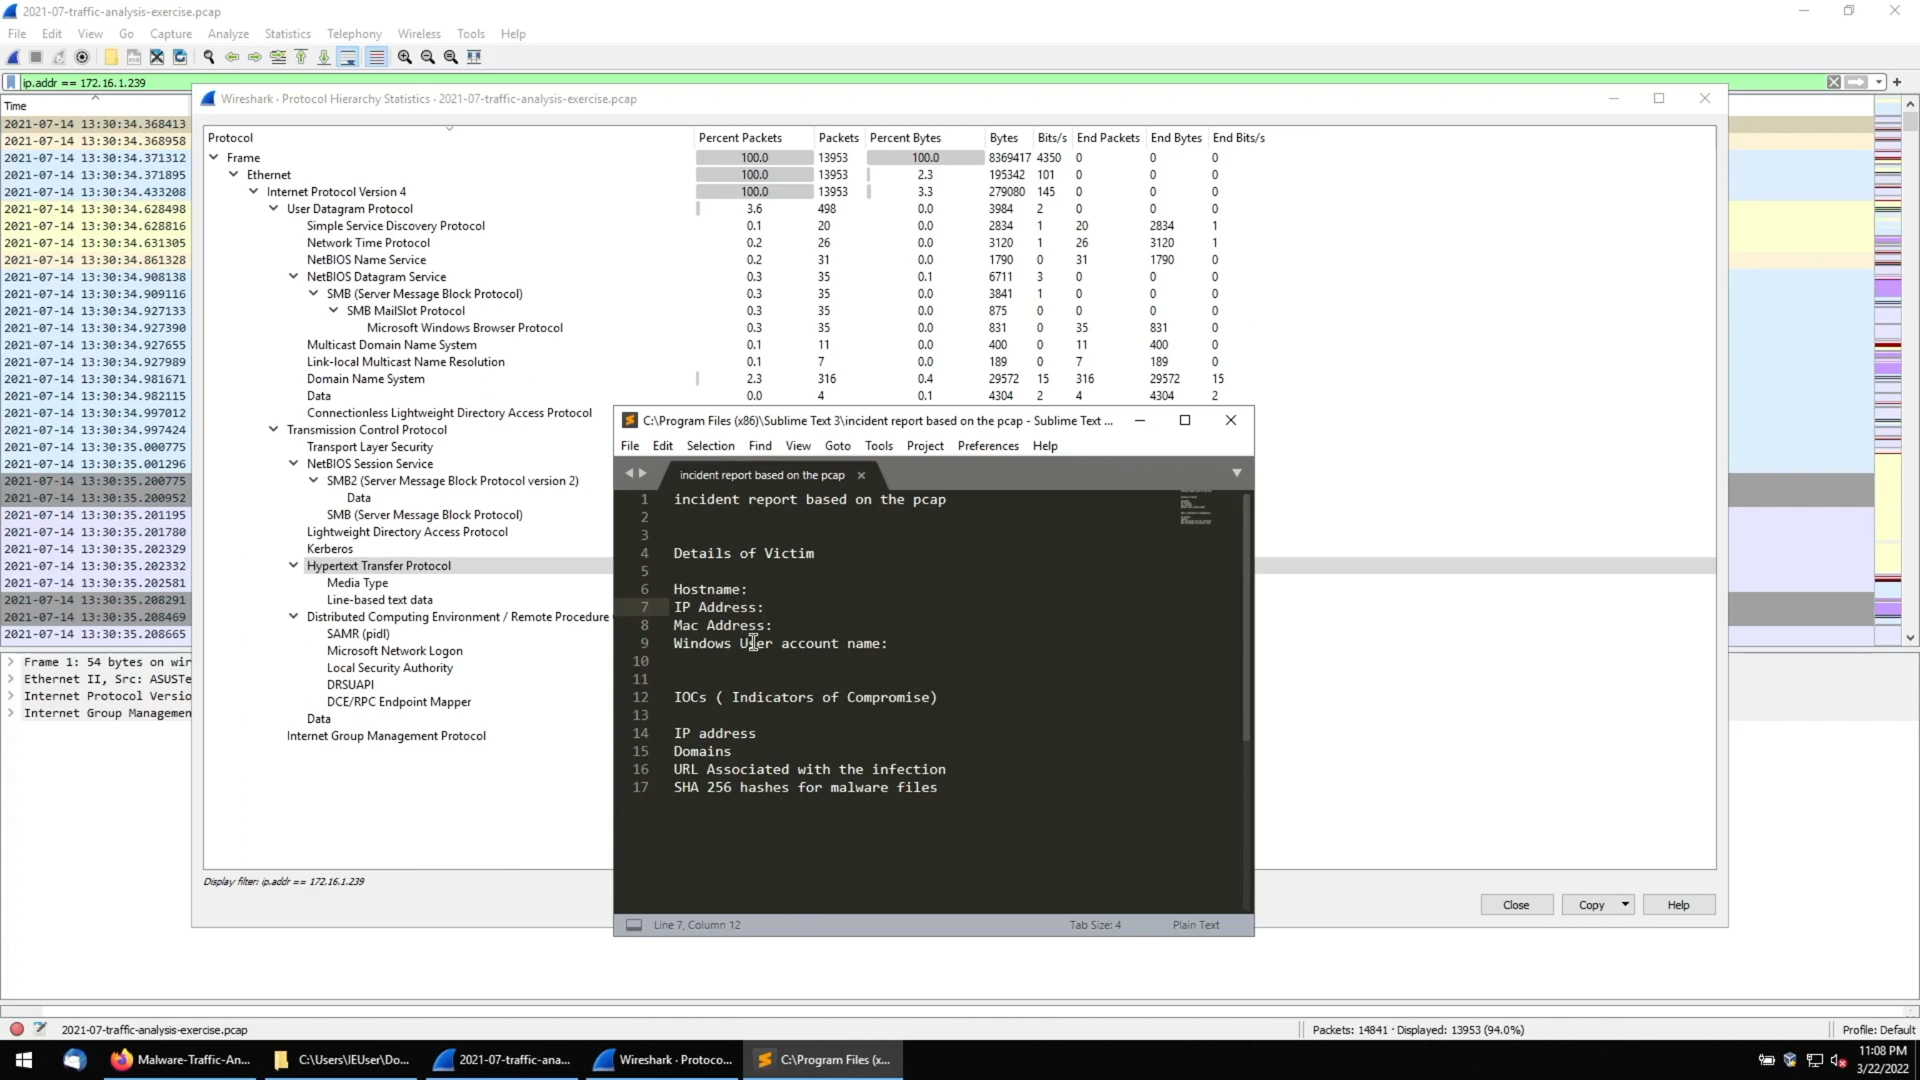 2021-07-traffic-analysis-exercise.pcap
File Edit View Go Capture Analyze Statistics Telephony Wireless Tools Help
ip.addr == 172.16.1.239
Time
2021-07-14 13:30:34.368413
2021-07-14 13:30:34.368958
2021-07-14 13:30:34.371312
2021-07-14 13:30:34.371895
2021-07-14 13:30:34.433208
2021-07-14 13:30:34.628498
2021-07-14 13:30:34.628816
2021-07-14 13:30:34.631305
2021-07-14 13:30:34.861328
2021-07-14 13:30:34.908138
2021-07-14 13:30:34.909116
2021-07-14 13:30:34.927133
2021-07-14 13:30:34.927390
2021-07-14 13:30:34.927655
2021-07-14 13:30:34.927989
2021-07-14 13:30:34.981671
2021-07-14 13:30:34.982115
2021-07-14 13:30:34.997012
2021-07-14 13:30:34.997424
2021-07-14 13:30:35.000775
2021-07-14 13:30:35.001296
2021-07-14 13:30:35.200775
2021-07-14 13:30:35.200952
2021-07-14 13:30:35.201195
2021-07-14 13:30:35.201780
2021-07-14 13:30:35.202329
2021-07-14 13:30:35.202332
2021-07-14 13:30:35.202581
2021-07-14 13:30:35.208291
2021-07-14 13:30:35.208469
2021-07-14 13:30:35.208665
Frame 1: 54 bytes on wir
Ethernet II, Src: ASUSTe
Internet Protocol Versio
Internet Group Managemen
Wireshark · Protocol Hierarchy Statistics · 2021-07-traffic-analysis-exercise.pcap
Protocol Percent Packets Packets Percent Bytes Bytes Bits/s End Packets End Bytes End Bits/s
Frame 100.0 13953 100.0 8369417 4350 0 0 0
Ethernet 100.0 13953 2.3 195342 101 0 0 0
Internet Protocol Version 4 100.0 13953 3.3 279080 145 0 0 0
User Datagram Protocol 3.6 498 0.0 3984 2 0 0 0
Simple Service Discovery Protocol 0.1 20 0.0 2834 1 20 2834 1
Network Time Protocol 0.2 26 0.0 3120 1 26 3120 1
NetBIOS Name Service 0.2 31 0.0 1790 0 31 1790 0
NetBIOS Datagram Service 0.3 35 0.1 6711 3 0 0 0
SMB (Server Message Block Protocol) 0.3 35 0.0 3841 1 0 0 0
SMB MailSlot Protocol 0.3 35 0.0 875 0 0 0 0
Microsoft Windows Browser Protocol 0.3 35 0.0 831 0 35 831 0
Multicast Domain Name System 0.1 11 0.0 400 0 11 400 0
Link-local Multicast Name Resolution 0.1 7 0.0 189 0 7 189 0
Domain Name System 2.3 316 0.4 29572 15 316 29572 15
Data 0.0 4 0.1 4304 2 4 4304 2
Connectionless Lightweight Directory Access Protocol
Transmission Control Protocol
Transport Layer Security
NetBIOS Session Service
SMB2 (Server Message Block Protocol version 2)
Data
SMB (Server Message Block Protocol)
Lightweight Directory Access Protocol
Kerberos
Hypertext Transfer Protocol
Media Type
Line-based text data
Distributed Computing Environment / Remote Procedure
SAMR (pidl)
Microsoft Network Logon
Local Security Authority
DRSUAPI
DCE/RPC Endpoint Mapper
Data
Internet Group Management Protocol
Display filter: ip.addr == 172.16.1.239
Close Copy Help
C:\Program Files (x86)\Sublime Text 3\incident report based on the pcap - Sublime Text ...
File Edit Selection Find View Goto Tools Project Preferences Help
incident report based on the pcap
1 incident report based on the pcap
2
3
4 Details of Victim
5
6 Hostname:
7 IP Address:
8 Mac Address:
9 Windows User account name:
10
11
12 IOCs ( Indicators of Compromise)
13
14 IP address
15 Domains
16 URL Associated with the infection
17 SHA 256 hashes for malware files
Line 7, Column 12 Tab Size: 4 Plain Text
2021-07-traffic-analysis-exercise.pcap Packets: 14841 · Displayed: 13953 (94.0%) Profile: Default
Malware-Traffic-An... C:\Users\IEUser\Do... 2021-07-traffic-ana... Wireshark · Protoco... C:\Program Files (x... 11:08 PM
3/22/2022